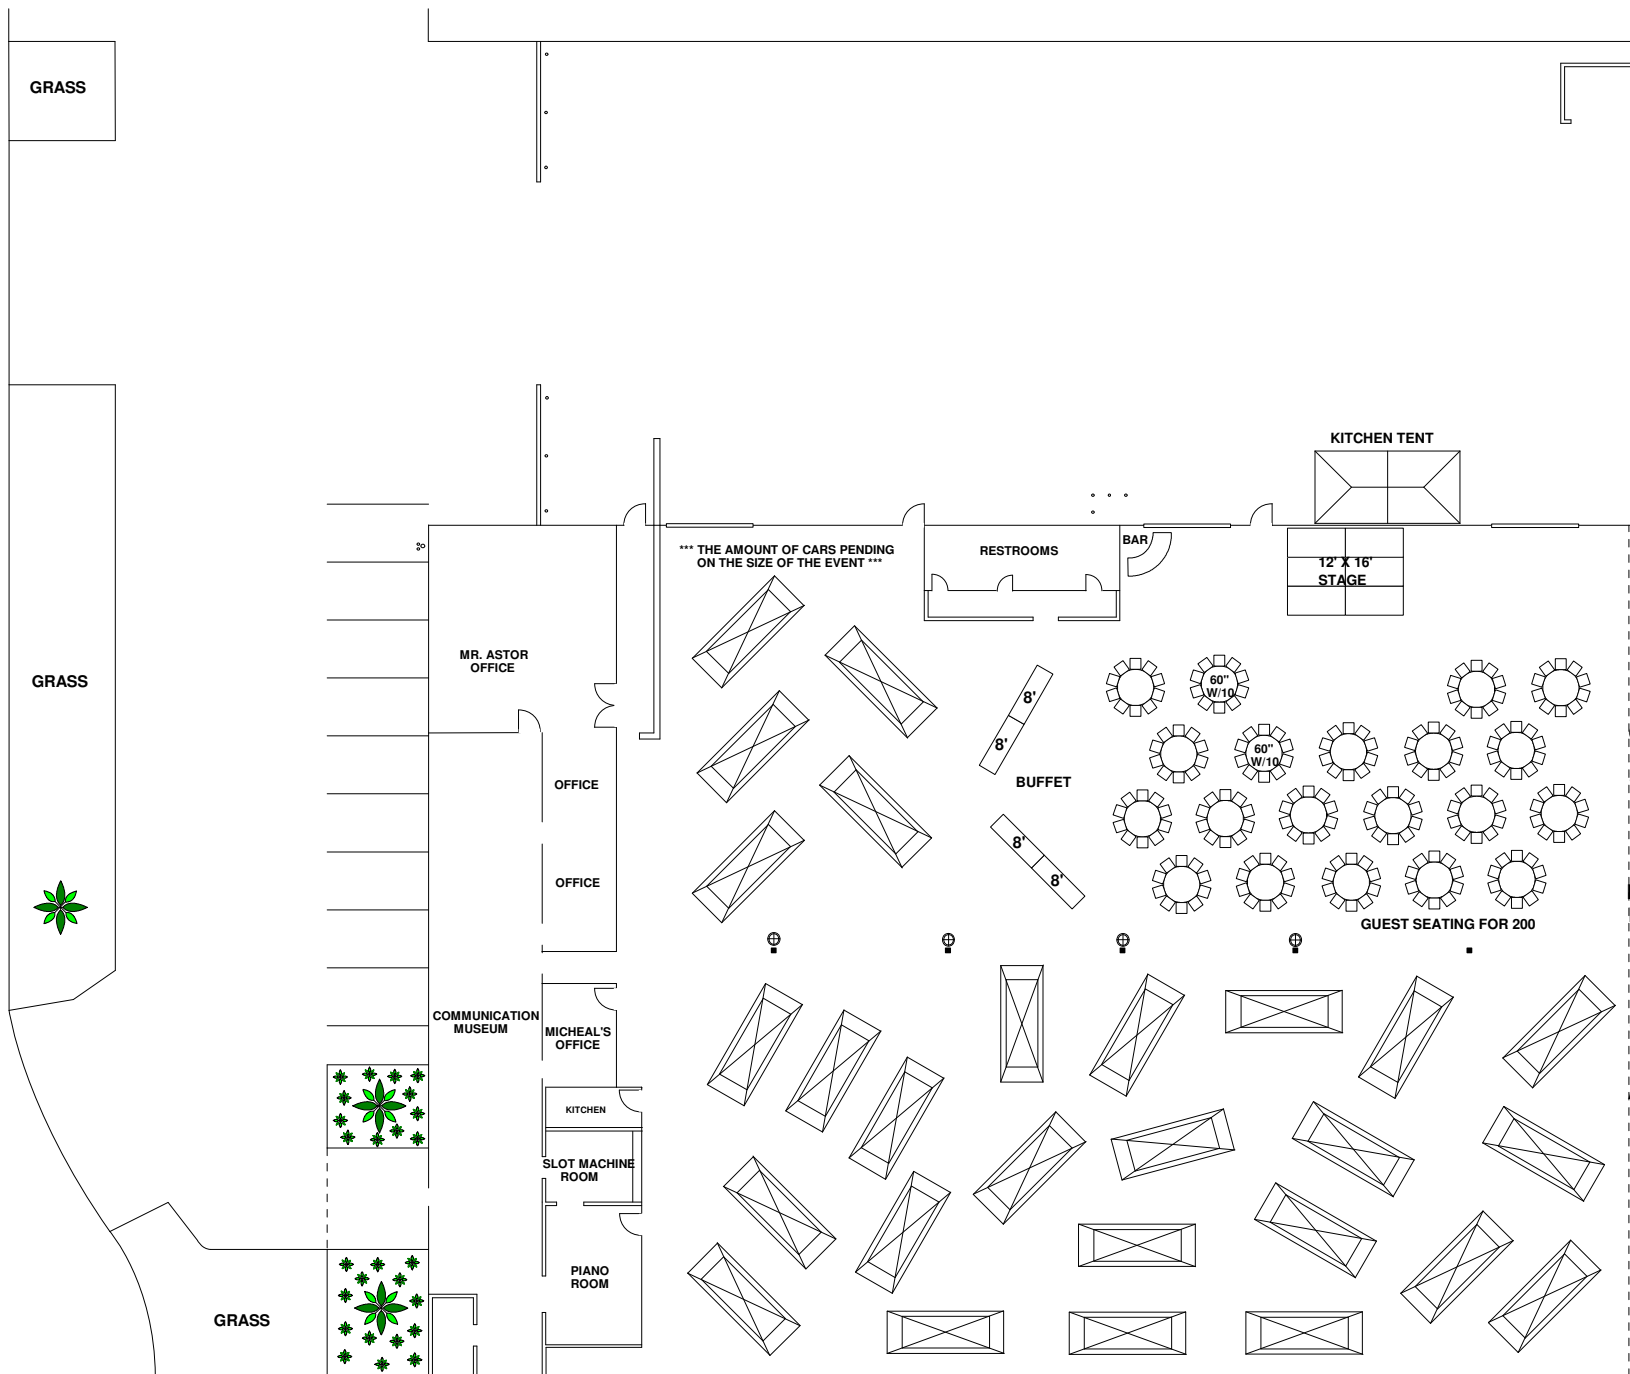 GRASS
KITCHEN TENT
*** THE AMOUNT OF CARS PENDING
ON THE SIZE OF THE EVENT ***
RESTROOMS
BAR
12' X 16'
STAGE
MR. ASTOR
OFFICE
GRASS
60"
W/10
8'
8'
60"
W/10
BUFFET
OFFICE
8'
8'
OFFICE
GUEST SEATING FOR 200
COMMUNICATION
MUSEUM
MICHEAL'S
OFFICE
KITCHEN
SLOT MACHINE
ROOM
PIANO
ROOM
GRASS